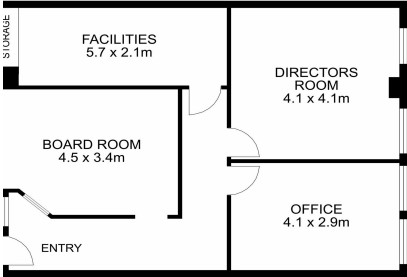 STORAGE
FACILITIES
5.7 x 2.1m
DIRECTORS
ROOM
4.1 x 4.1m
BOARD ROOM
4.5 x 3.4m
OFFICE
4.1 x 2.9m
ENTRY